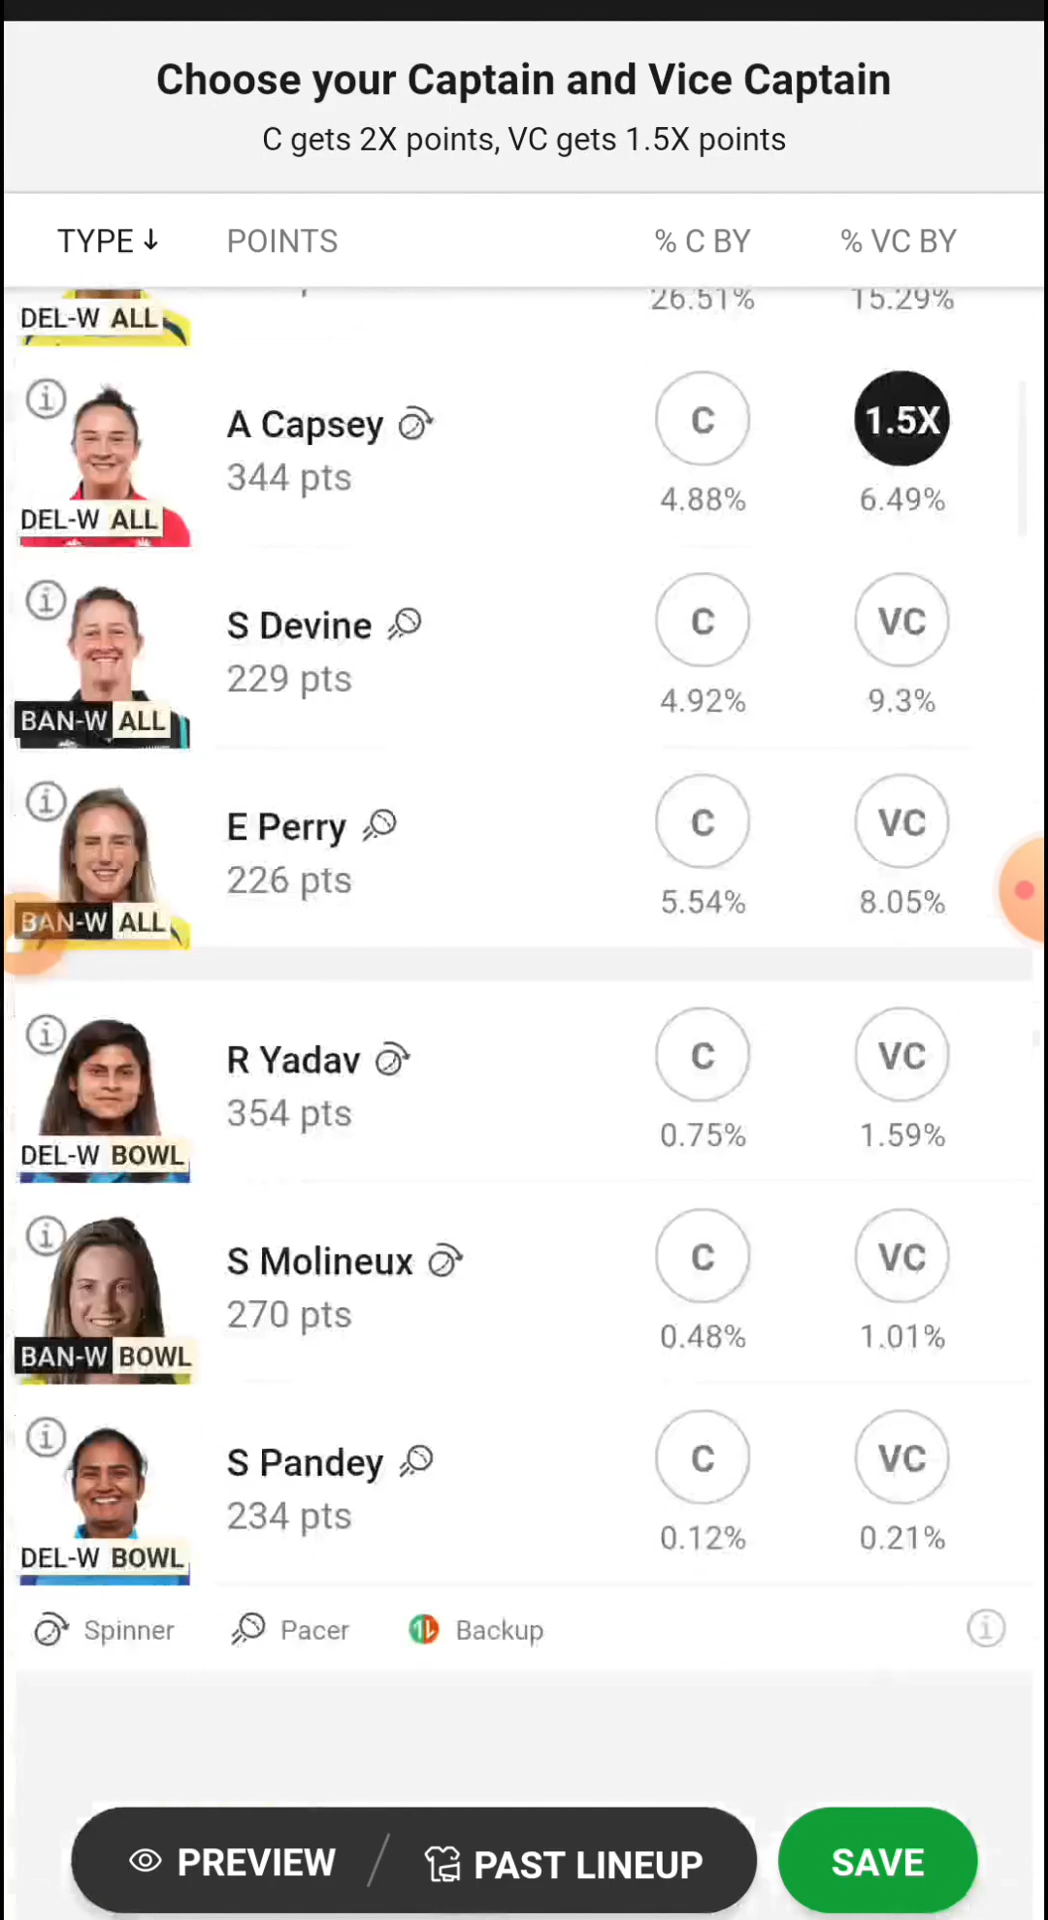 Choose your Captain and Vice Captain
C gets 2X points, VC gets 1.5X points
TYPE ↓ POINTS % C BY % VC BY
DEL-W ALL 26.51% 15.29%
A Capsey C 1.5X
344 pts 4.88% 6.49%
DEL-W ALL
S Devine C VC
229 pts 4.92% 9.3%
BAN-W ALL
E Perry C VC
226 pts 5.54% 8.05%
BAN-W ALL
R Yadav C VC
354 pts 0.75% 1.59%
DEL-W BOWL
S Molineux C VC
270 pts 0.48% 1.01%
BAN-W BOWL
S Pandey C VC
234 pts 0.12% 0.21%
DEL-W BOWL
Spinner Pacer Backup
PREVIEW / PAST LINEUP SAVE